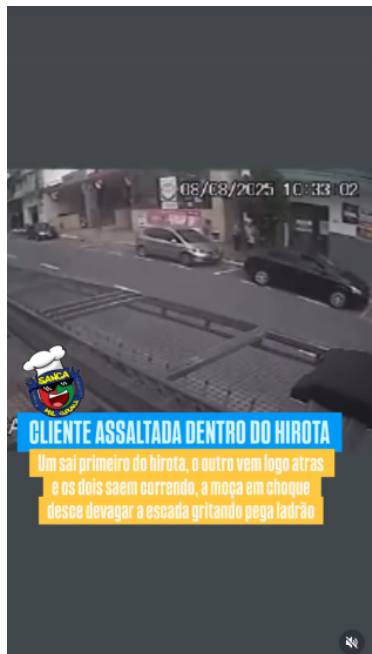 08/08/2025 10:33:02
SANCA
CLIENTE ASSALTADA DENTRO DO HIROTA
Um sai primeiro do hirota, o outro vem logo atras
e os dois saem correndo, a moça em choque
desce devagar a escada gritando pega ladrão